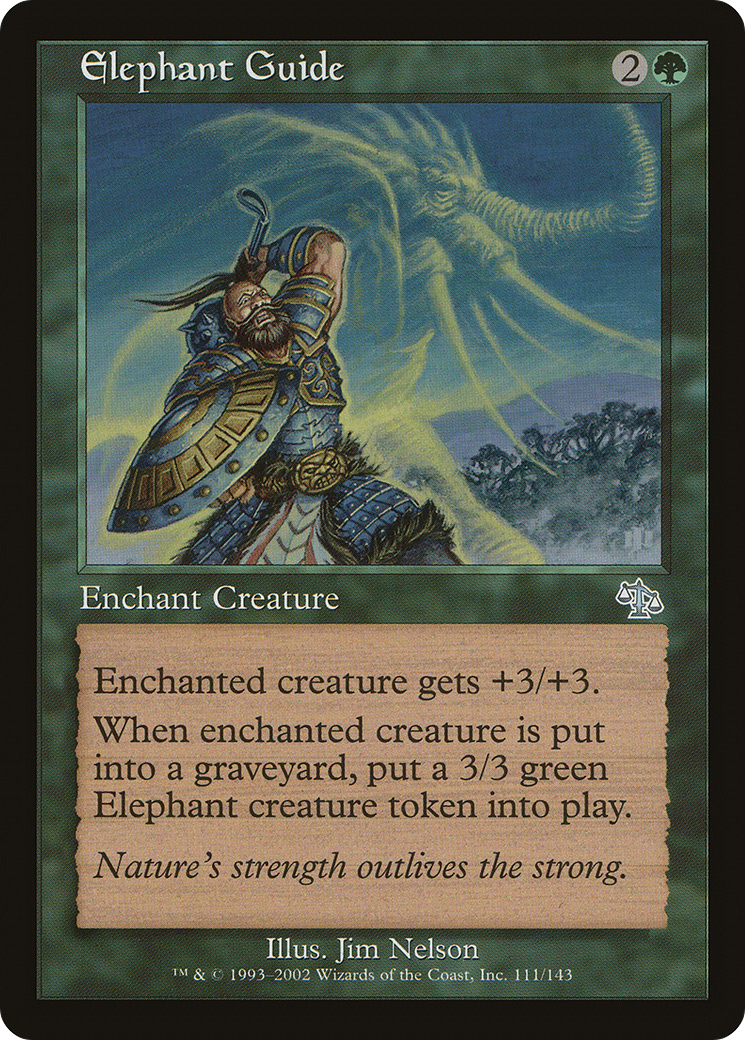 Elephant Guide 2
Enchant Creature
Enchanted creature gets +3/+3.
When enchanted creature is put
into a graveyard, put a 3/3 green
Elephant creature token into play.
Nature's strength outlives the strong.
Illus. Jim Nelson
™ & © 1993–2002 Wizards of the Coast, Inc. 111/143